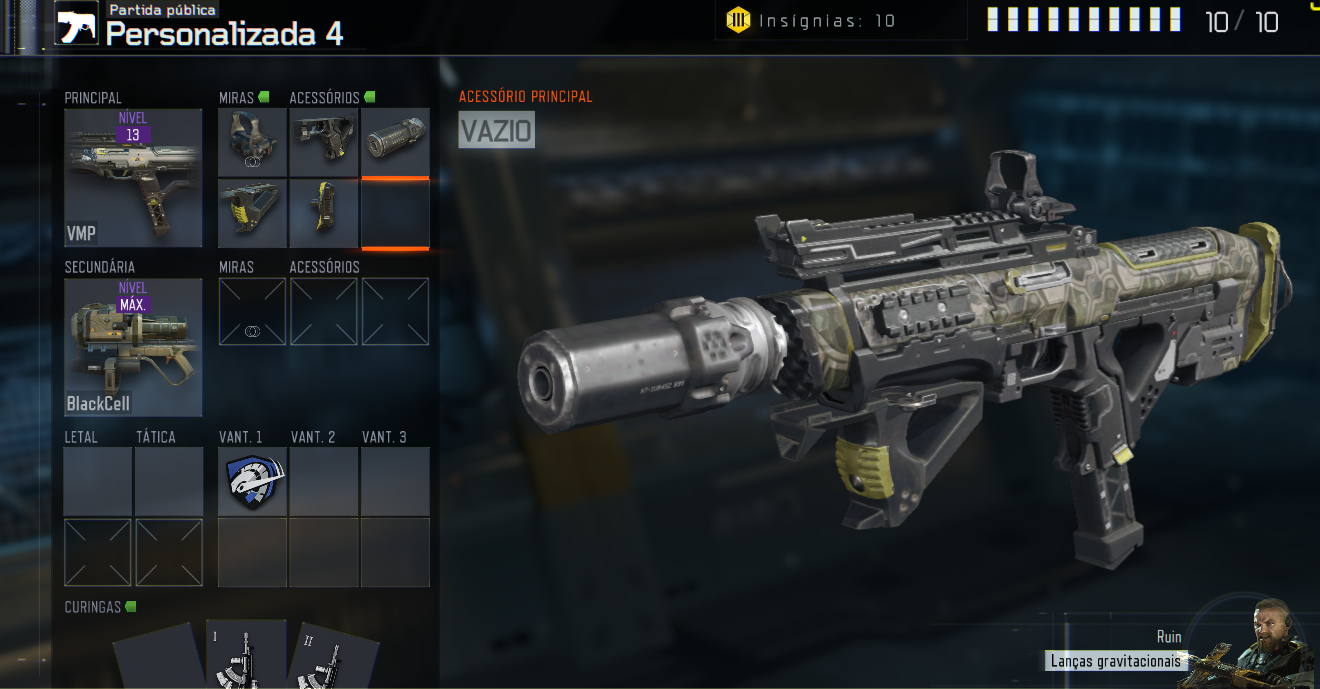 Partida pública
Personalizada 4
III Insígnias: 10
10/ 10
PRINCIPAL
MIRAS
ACESSÓRIOS
NÍVEL
13
VMP
ACESSÓRIO PRINCIPAL
VAZIO
SECUNDÁRIA
MIRAS
ACESSÓRIOS
NÍVEL
MÁX.
BlackCell
LETAL
TÁTICA
VANT. 1
VANT. 2
VANT. 3
CURINGAS
I
II
Ruin
Lanças gravitacionais